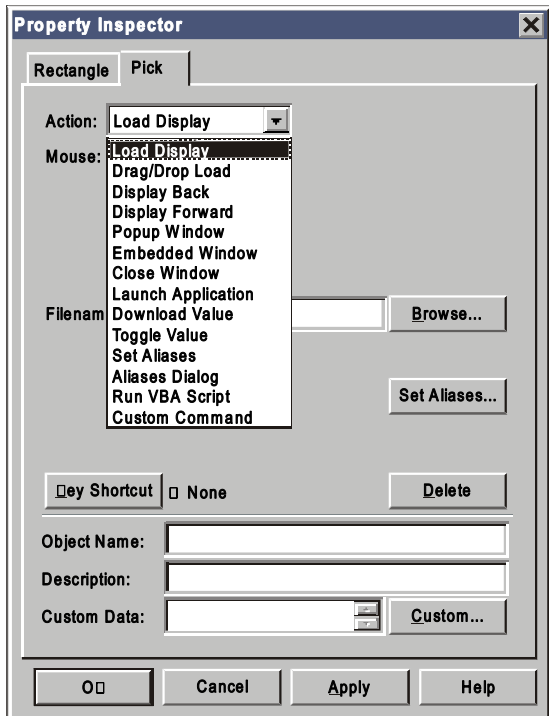 Property Inspector
Rectangle Pick
Action: Load Display
Mouse:
Load Display
Drag/Drop Load
Display Back
Display Forward
Popup Window
Embedded Window
Close Window
Launch Application
Filenam Download Value Browse...
Toggle Value
Set Aliases
Aliases Dialog
Run VBA Script Set Aliases...
Custom Command
□ey Shortcut □ None Delete
Object Name:
Description:
Custom Data: Custom...
O□ Cancel Apply Help